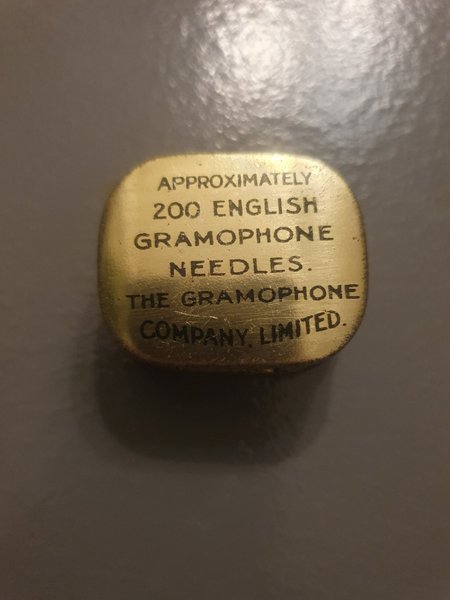 APPROXIMATELY
200 ENGLISH
GRAMOPHONE
NEEDLES.
THE GRAMOPHONE
COMPANY, LIMITED.